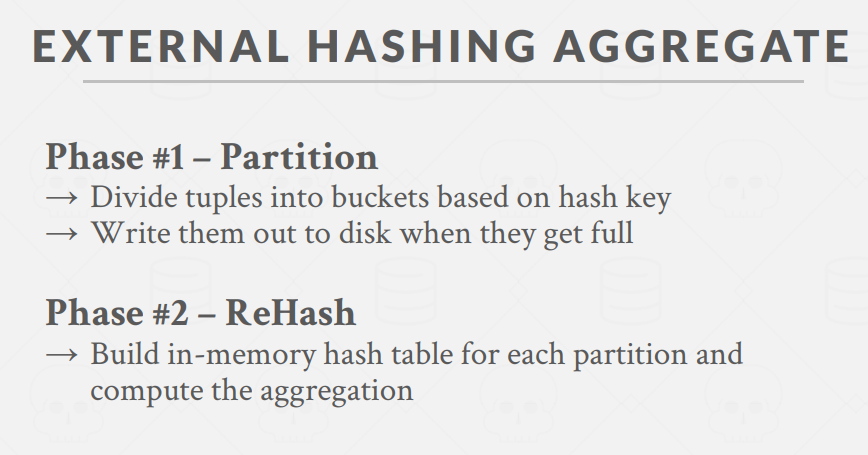 EXTERNAL HASHING AGGREGATE
Phase #1 – Partition
→ Divide tuples into buckets based on hash key
→ Write them out to disk when they get full
Phase #2 – ReHash
→ Build in-memory hash table for each partition and
compute the aggregation